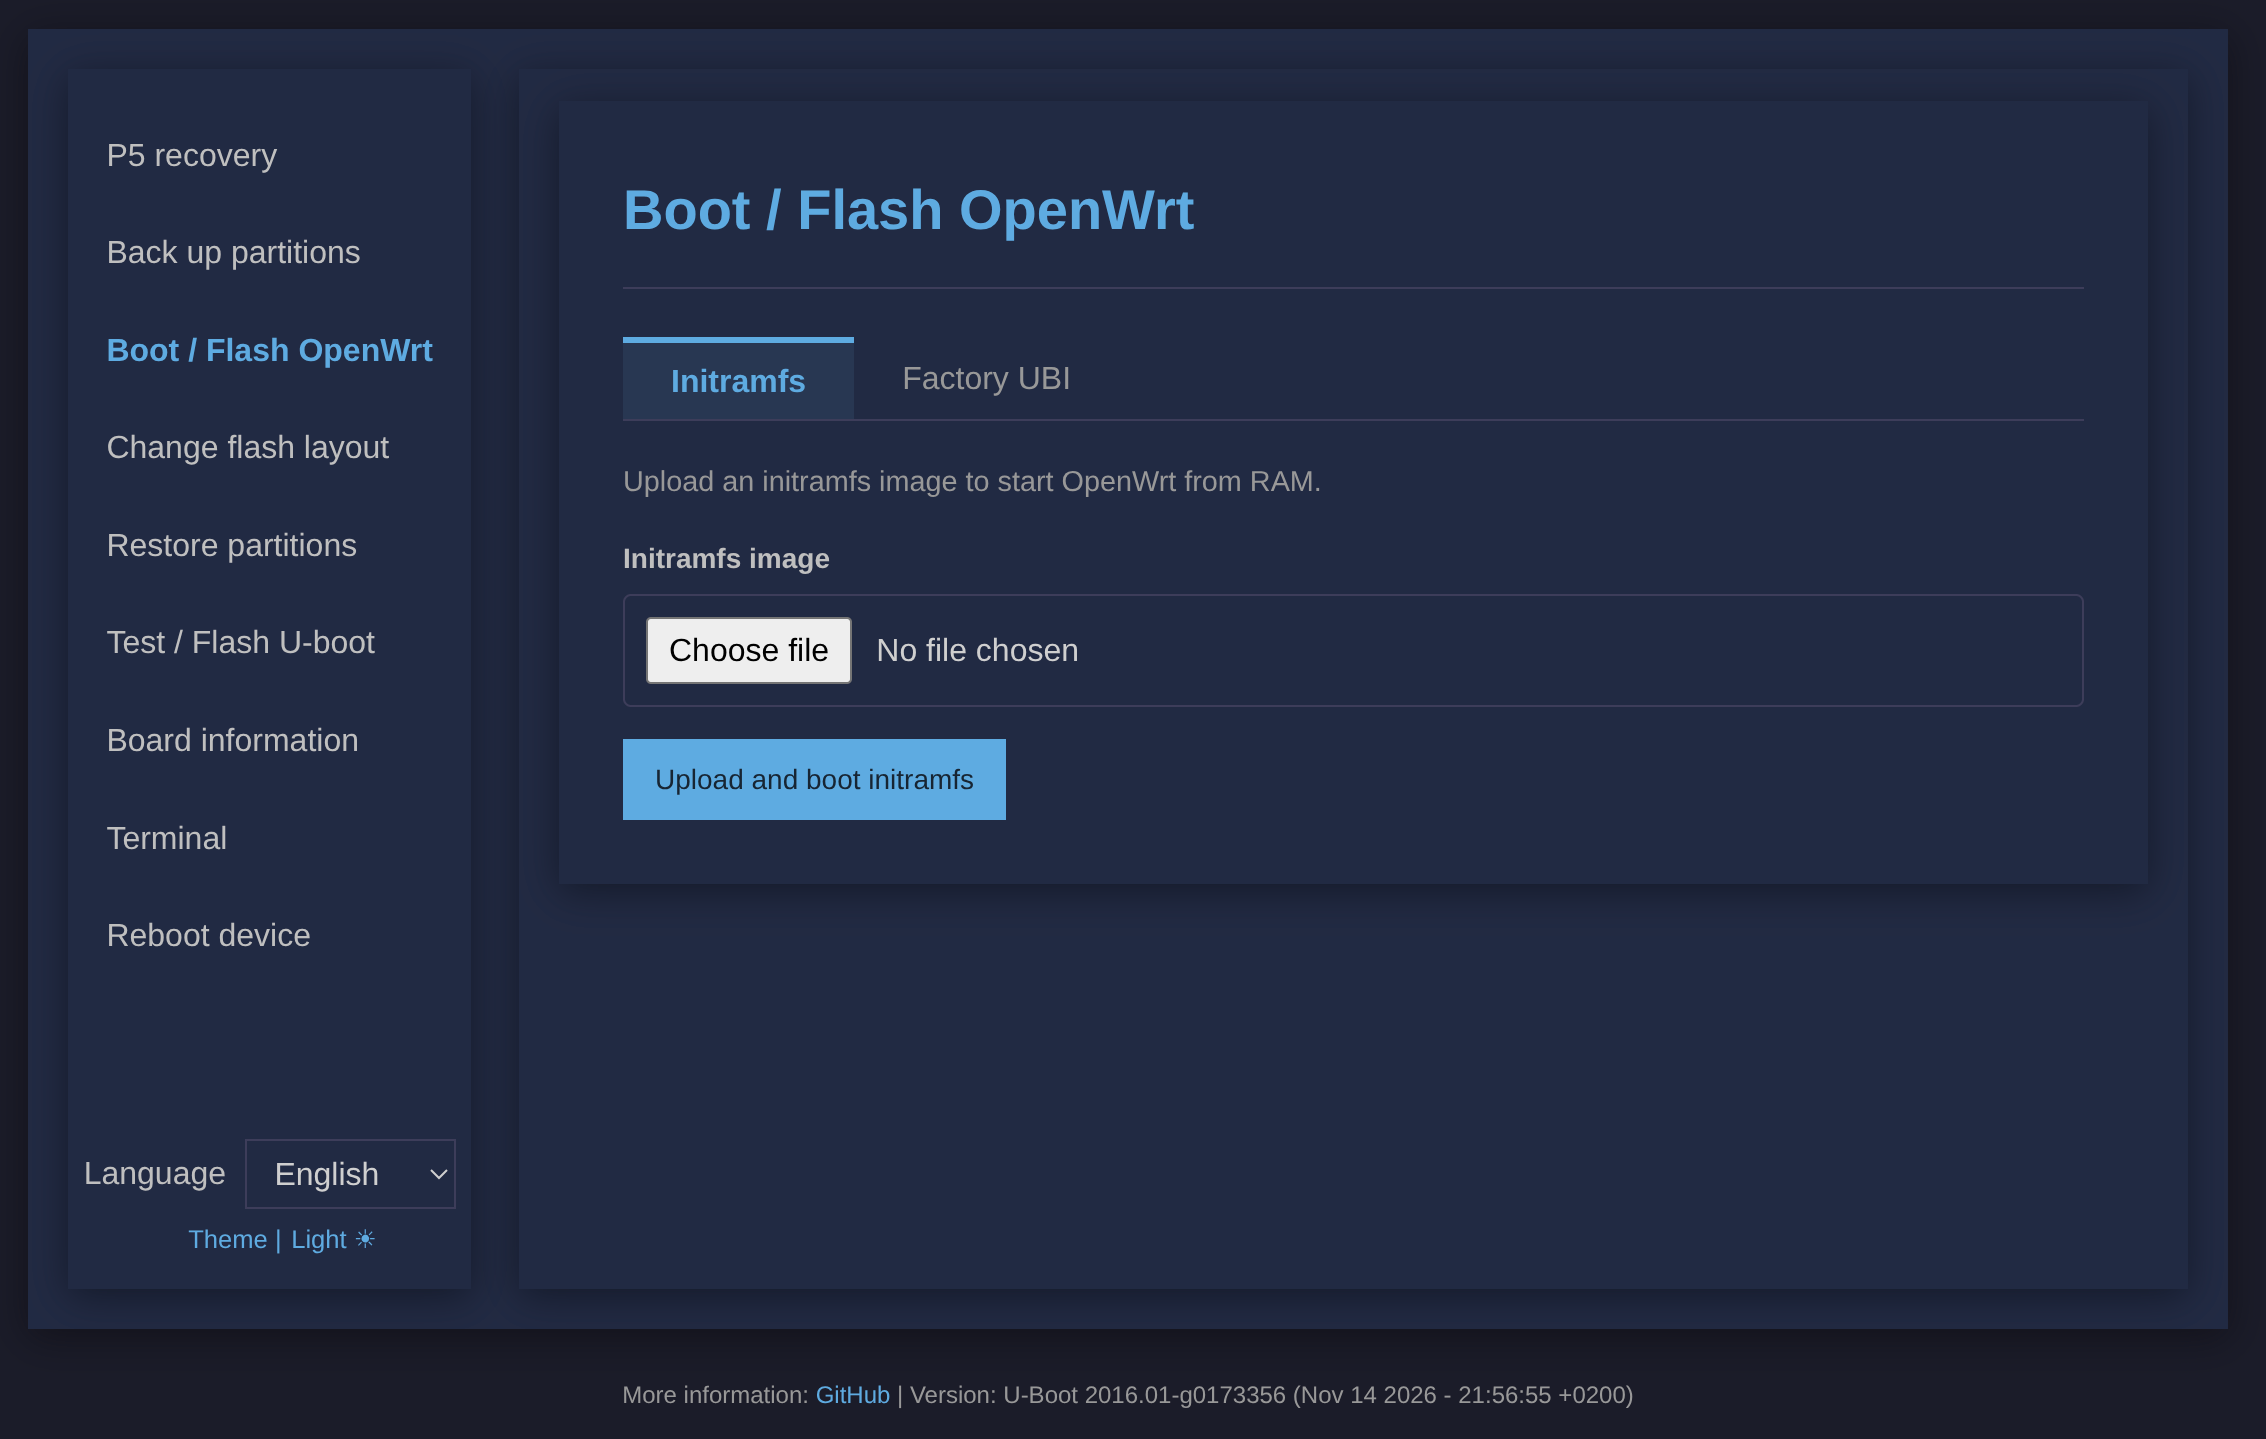 P5 recovery
Back up partitions
Boot / Flash OpenWrt
Change flash layout
Restore partitions
Test / Flash U-boot
Board information
Terminal
Reboot device
Language English
Theme | Light ☀
Boot / Flash OpenWrt
Initramfs Factory UBI
Upload an initramfs image to start OpenWrt from RAM.
Initramfs image
Choose file No file chosen
Upload and boot initramfs
More information: GitHub | Version: U-Boot 2016.01-g0173356 (Nov 14 2026 - 21:56:55 +0200)